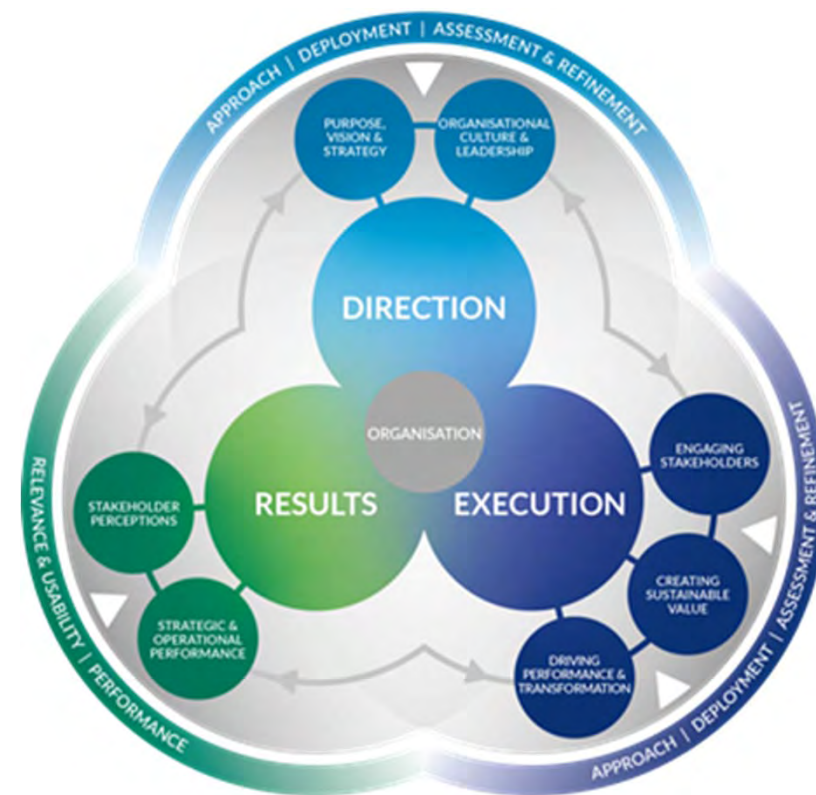 APPROACH | DEPLOYMENT | ASSESSMENT & REFINEMENT
PURPOSE,
VISION &
STRATEGY
ORGANISATIONAL
CULTURE &
LEADERSHIP
DIRECTION
ORGANISATION
RESULTS
EXECUTION
ENGAGING
STAKEHOLDERS
CREATING
SUSTAINABLE
VALUE
DRIVING
PERFORMANCE &
TRANSFORMATION
APPROACH | DEPLOYMENT | ASSESSMENT & REFINEMENT
STAKEHOLDER
PERCEPTIONS
STRATEGIC &
OPERATIONAL
PERFORMANCE
RELEVANCE & USABILITY | PERFORMANCE